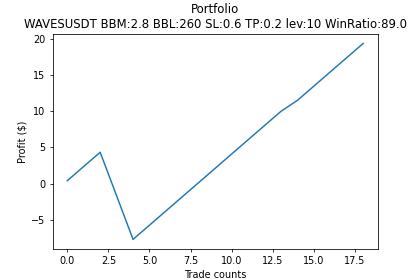 Portfolio
WAVESUSDT BBM:2.8 BBL:260 SL:0.6 TP:0.2 lev:10 WinRatio:89.0
20
15
10
5
0
−5
Profit ($)
0.0 2.5 5.0 7.5 10.0 12.5 15.0 17.5
Trade counts